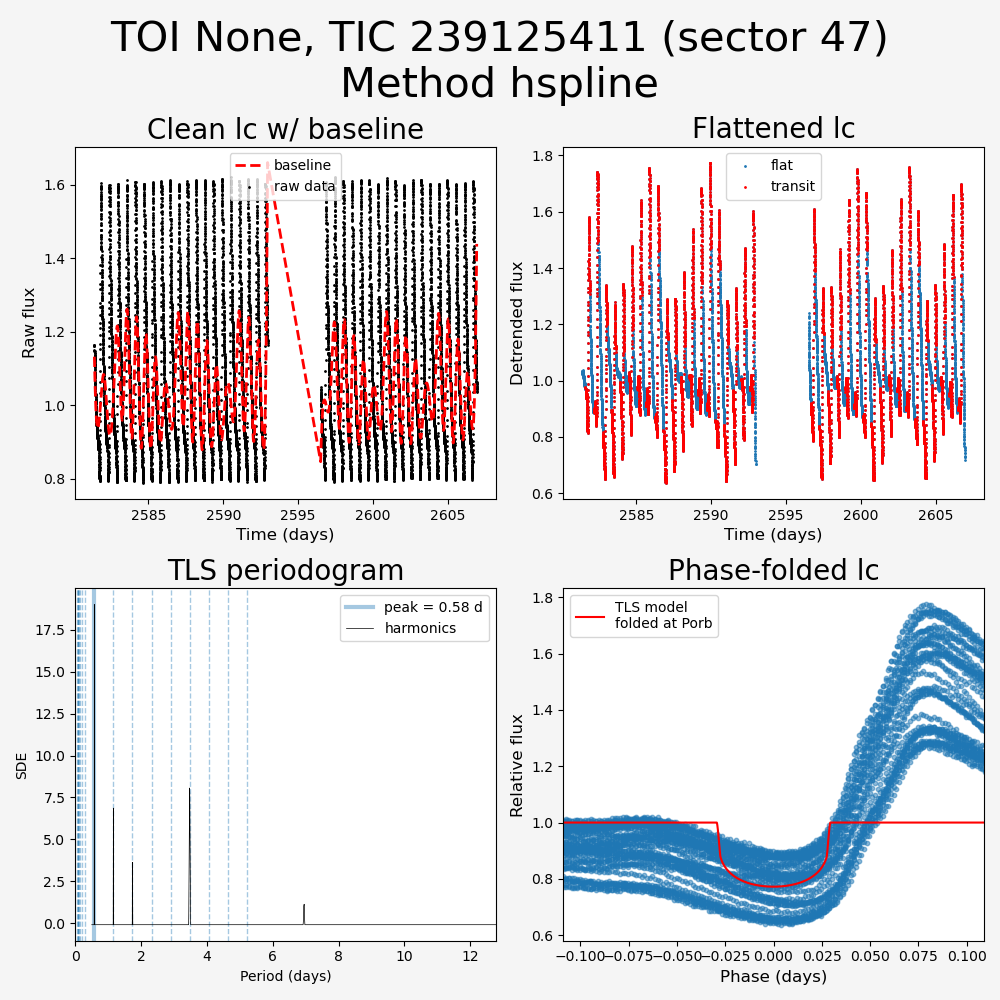 TOI None, TIC 239125411 (sector 47)
Method hspline
Clean lc w/ baseline
Flattened lc
baseline
raw data
flat
transit
Raw flux
1.6
1.4
1.2
1.0
0.8
2585
2590
2595
2600
2605
Time (days)
Detrended flux
1.8
1.6
1.4
1.2
1.0
0.8
0.6
2585
2590
2595
2600
2605
Time (days)
TLS periodogram
Phase-folded lc
peak = 0.58 d
harmonics
SDE
17.5
15.0
12.5
10.0
7.5
5.0
2.5
0.0
0
2
4
6
8
10
12
Period (days)
TLS model
folded at Porb
Relative flux
1.8
1.6
1.4
1.2
1.0
0.8
0.6
−0.100
−0.075
−0.050
−0.025
0.000
0.025
0.050
0.075
0.100
Phase (days)